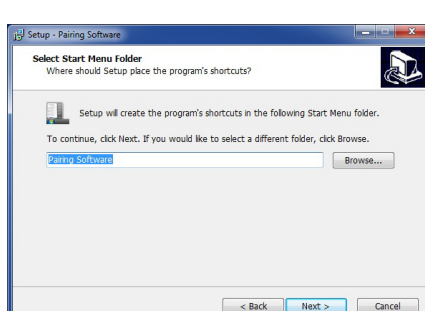 Setup - Pairing Software
Select Start Menu Folder
Where should Setup place the program's shortcuts?
Setup will create the program's shortcuts in the following Start Menu folder.
To continue, click Next. If you would like to select a different folder, click Browse.
Pairing Software
Browse...
< Back
Next >
Cancel